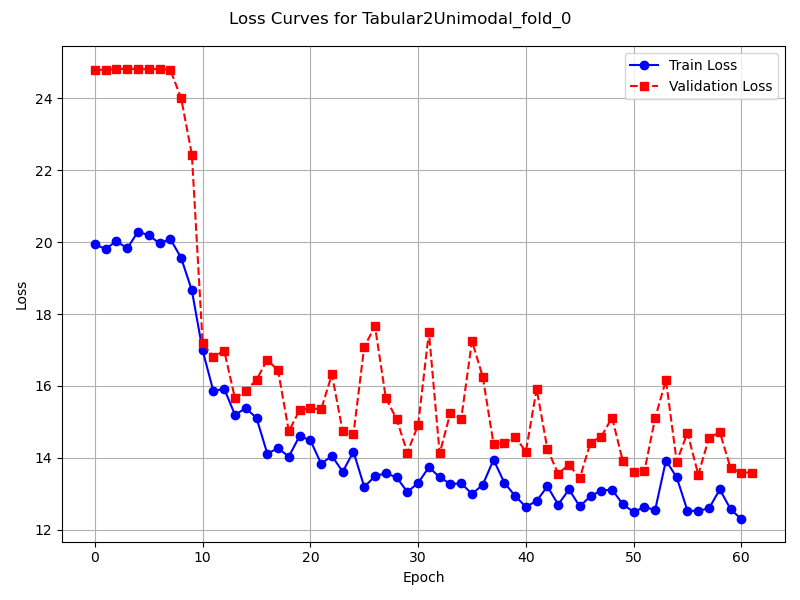 Loss Curves for Tabular2Unimodal_fold_0
Train Loss
Validation Loss
24
22
20
18
16
14
12
Loss
0 10 20 30 40 50 60
Epoch